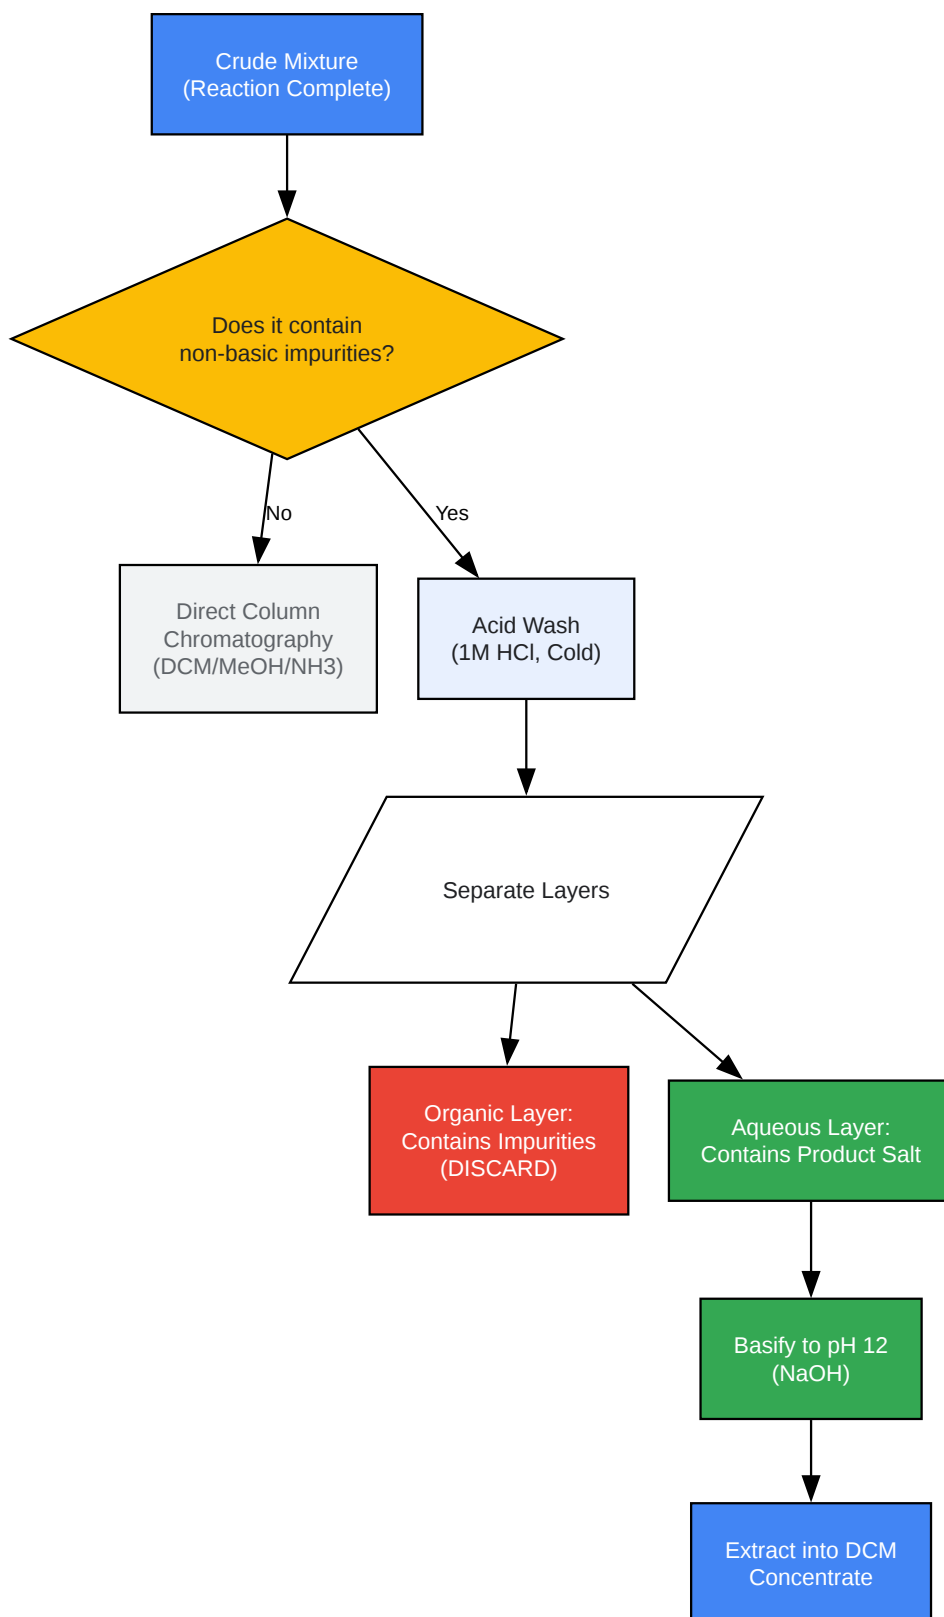 Crude Mixture
(Reaction Complete)
Does it contain
non-basic impurities?
No
Yes
Direct Column
Chromatography
(DCM/MeOH/NH3)
Acid Wash
(1M HCl, Cold)
Separate Layers
Organic Layer:
Contains Impurities
(DISCARD)
Aqueous Layer:
Contains Product Salt
Basify to pH 12
(NaOH)
Extract into DCM
Concentrate